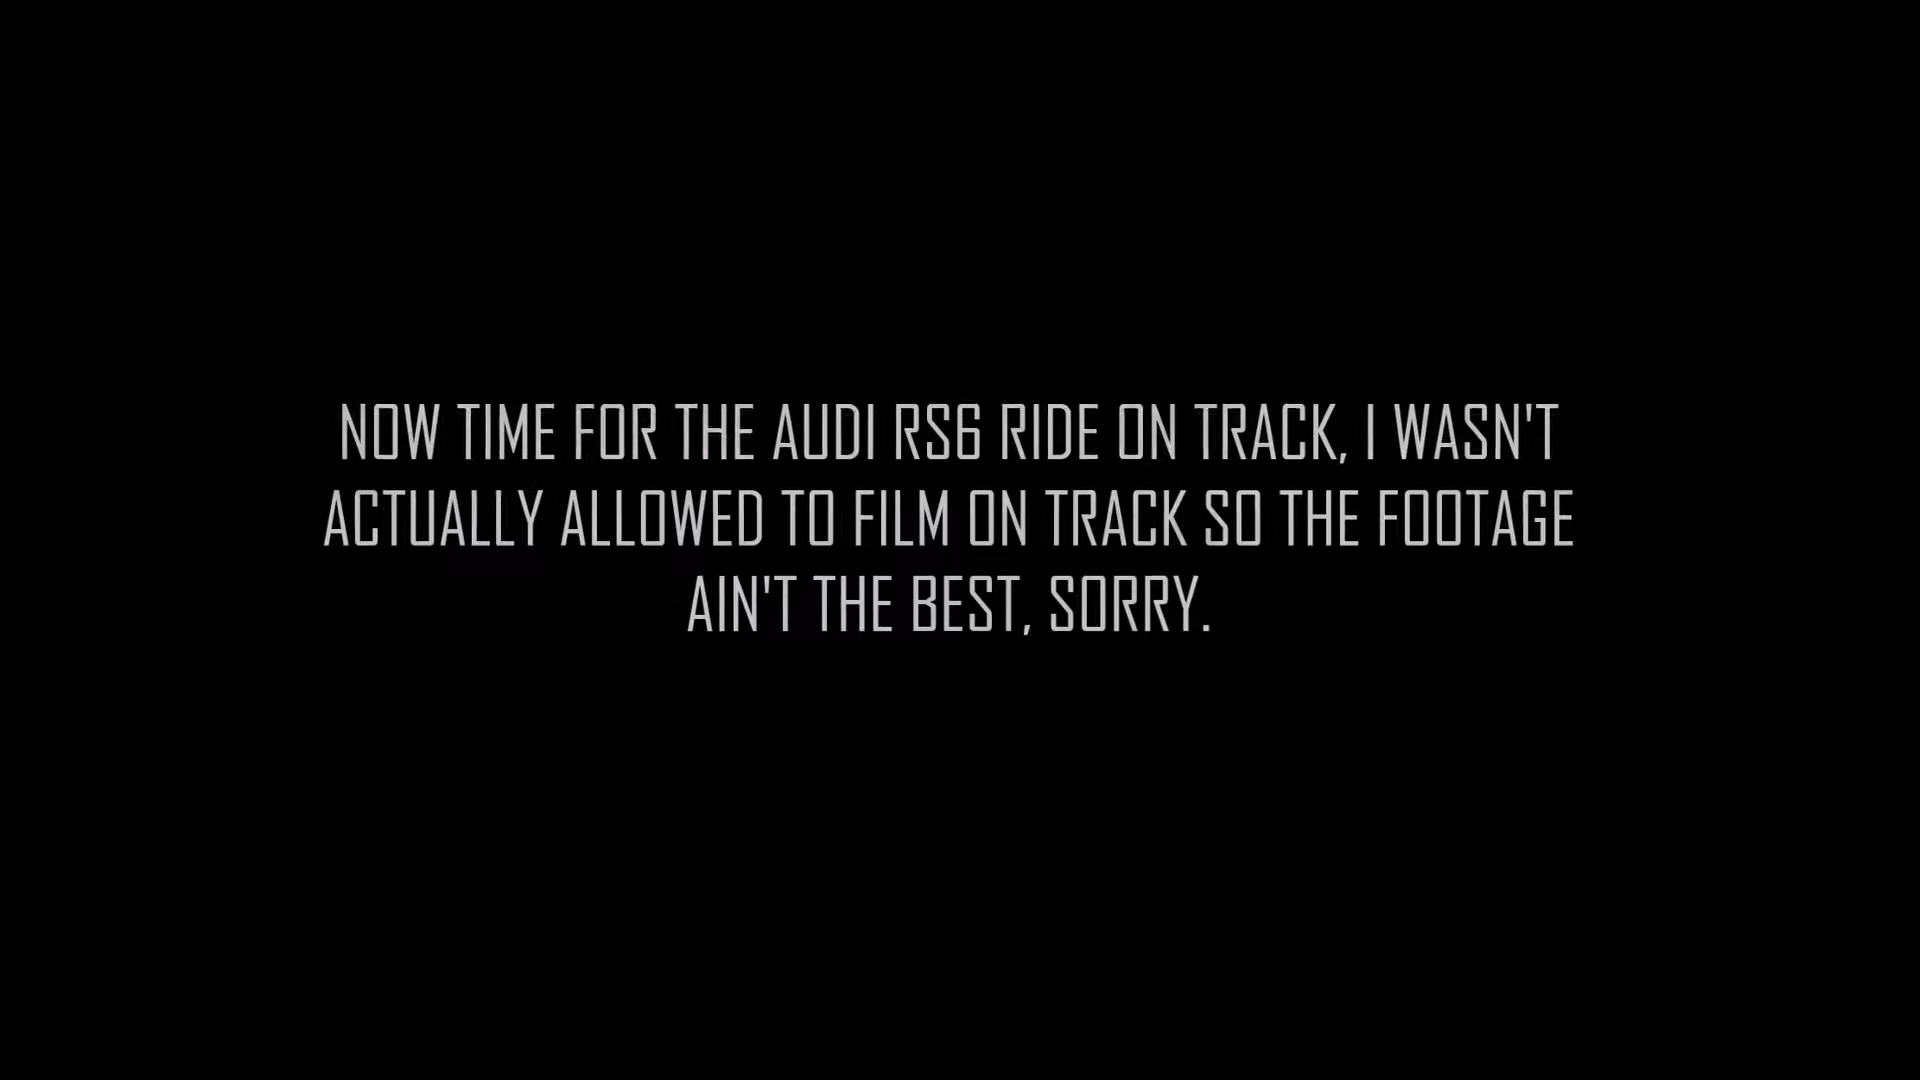 NOW TIME FOR THE AUDI RS6 RIDE ON TRACK, I WASN'T
ACTUALLY ALLOWED TO FILM ON TRACK SO THE FOOTAGE
AIN'T THE BEST, SORRY.